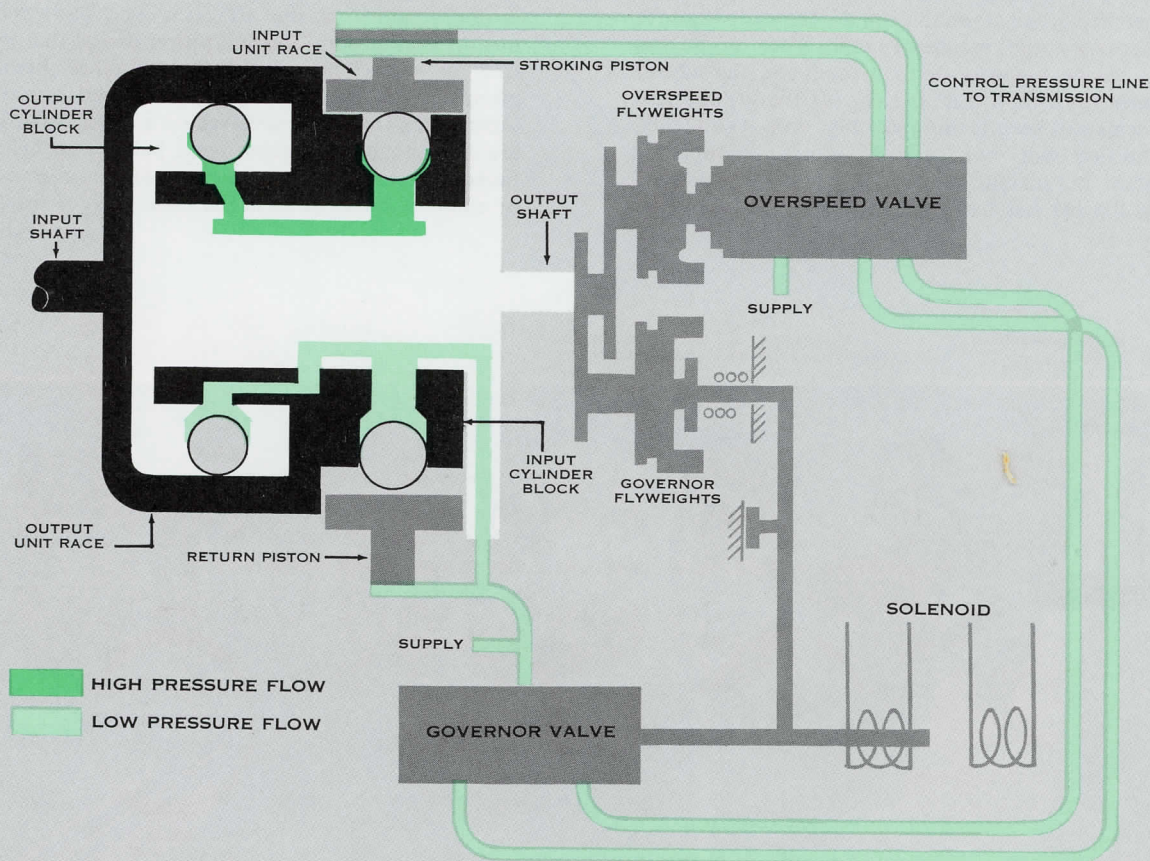 INPUT
UNIT RACE
STROKING PISTON
OUTPUT
CYLINDER
BLOCK
OVERSPEED
FLYWEIGHTS
CONTROL PRESSURE LINE
TO TRANSMISSION
INPUT
SHAFT
OUTPUT
SHAFT
OVERSPEED VALVE
SUPPLY
INPUT
CYLINDER
BLOCK
GOVERNOR
FLYWEIGHTS
OUTPUT
UNIT RACE
RETURN PISTON
SOLENOID
SUPPLY
HIGH PRESSURE FLOW
LOW PRESSURE FLOW
GOVERNOR VALVE